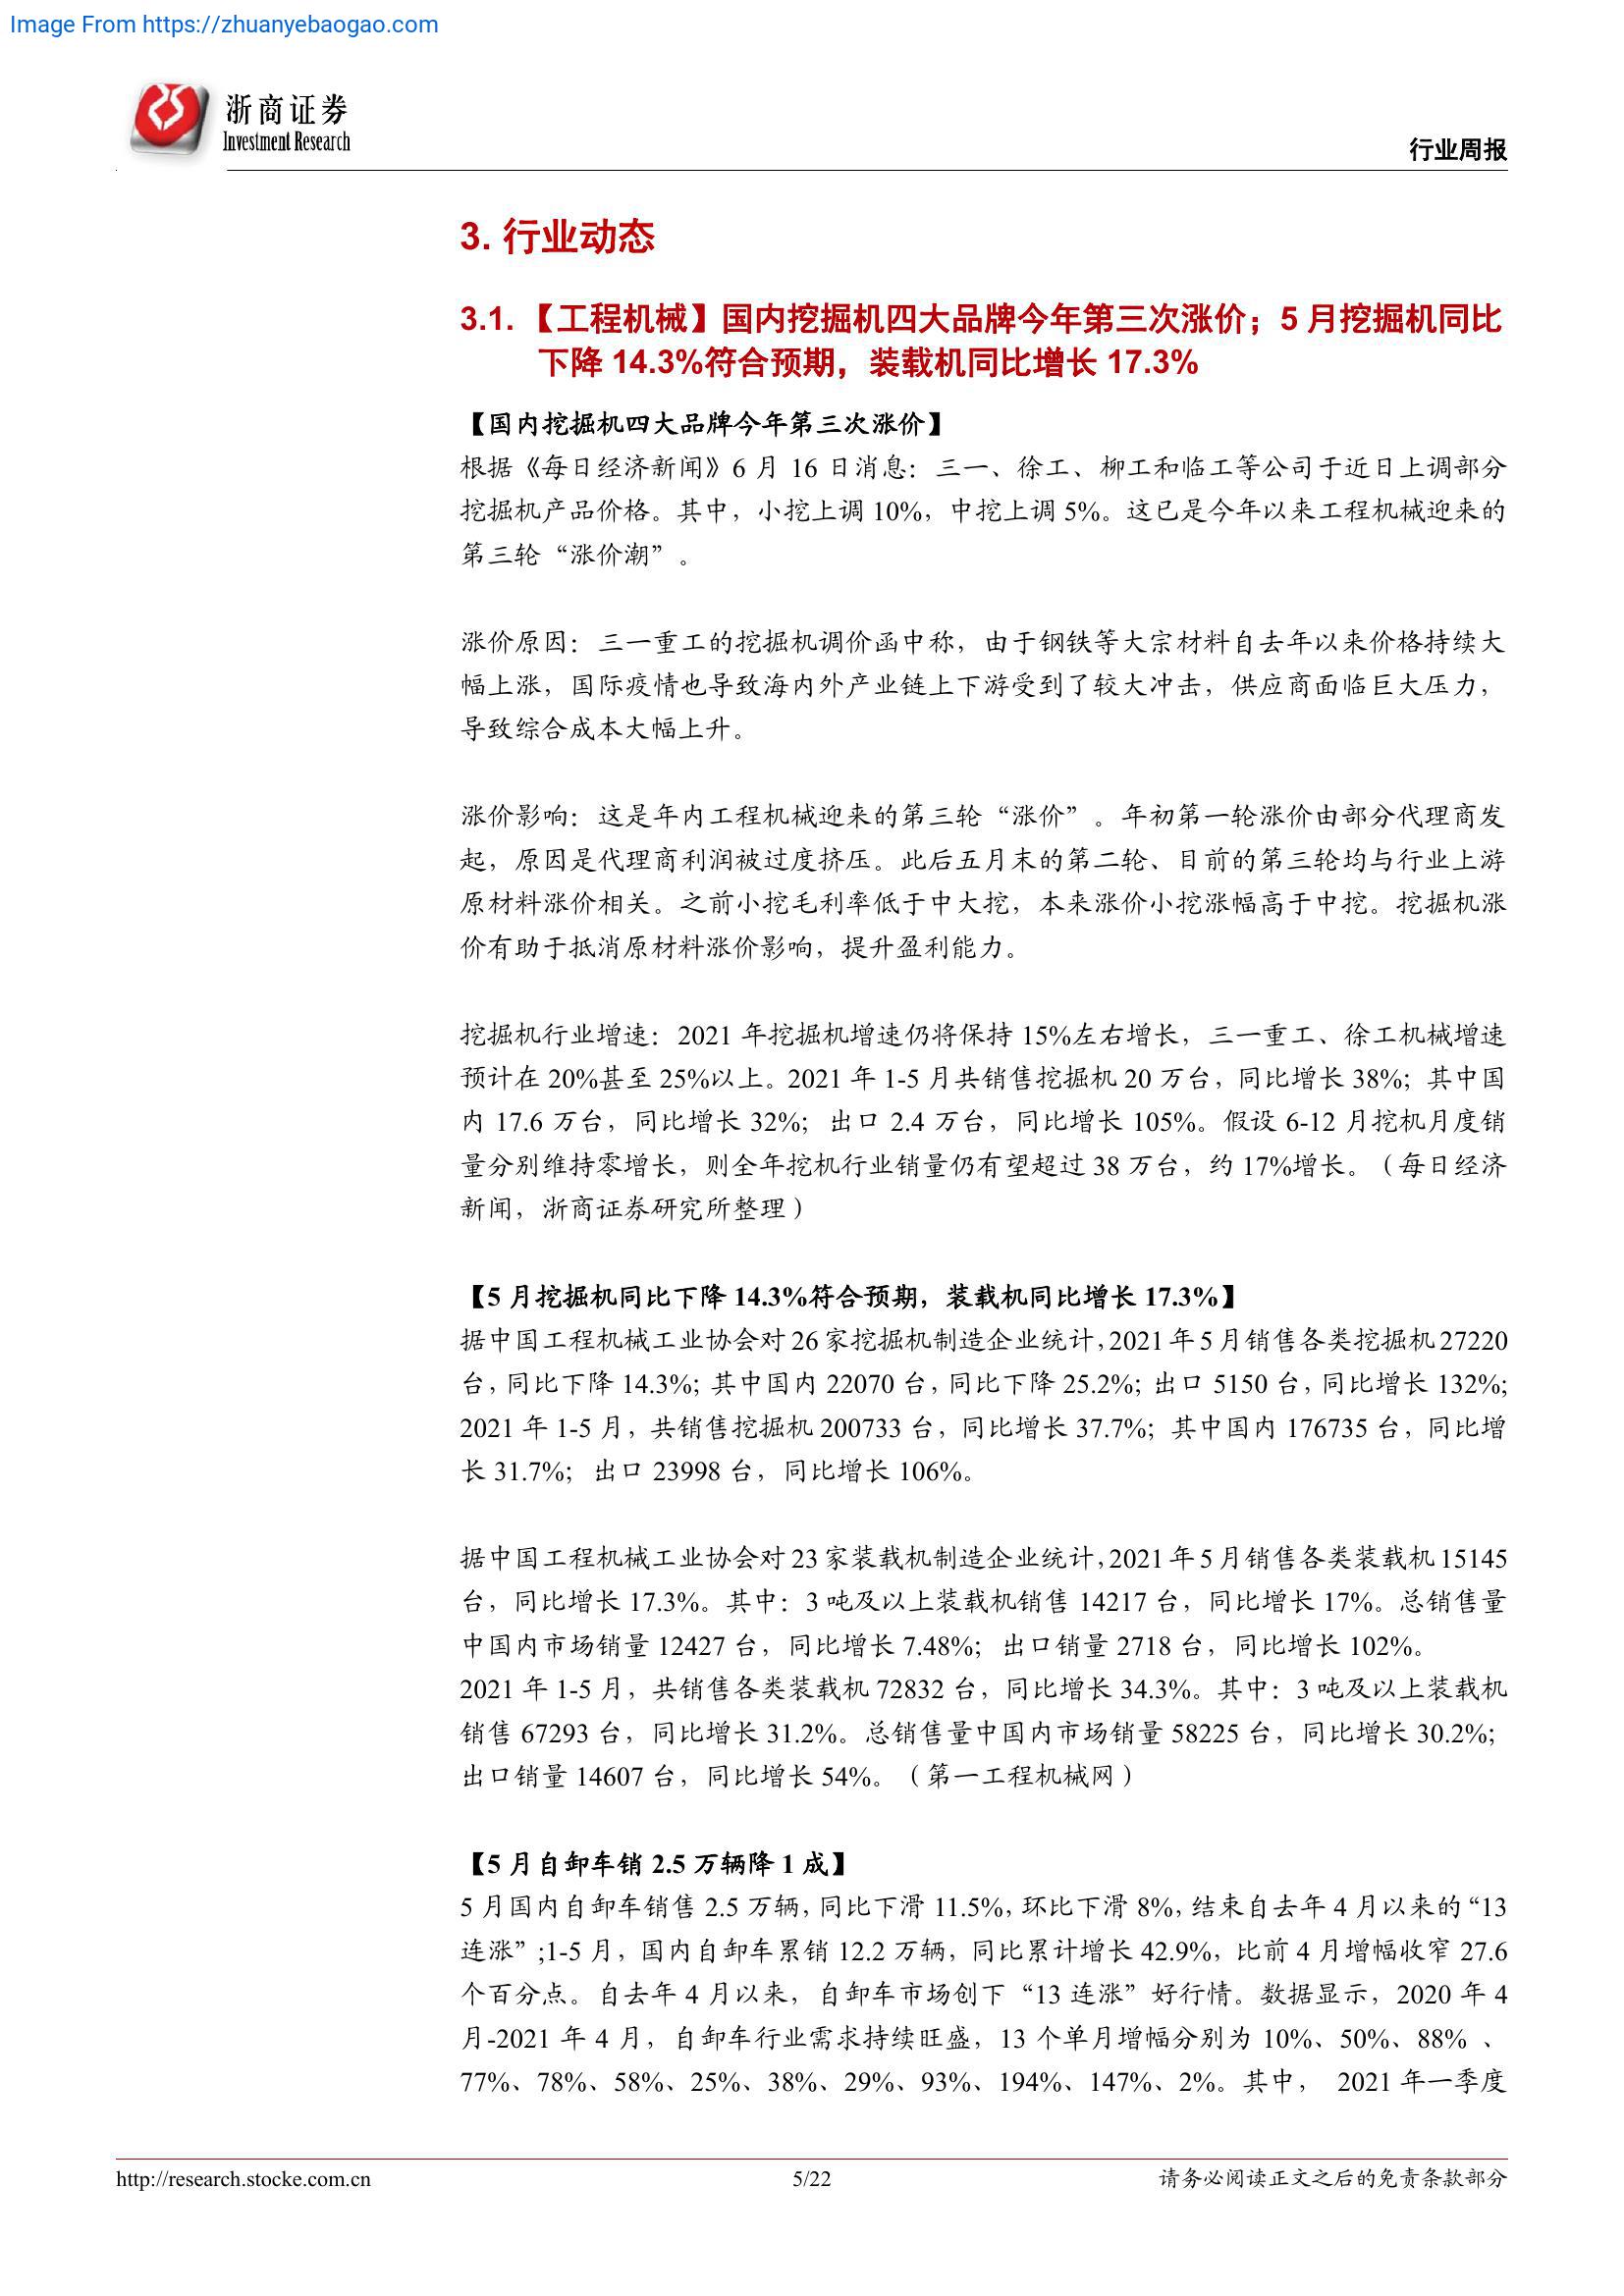 Image From https://zhuanyebaogao.com
浙商证券
Investment Research
行业周报
3. 行业动态
3.1. 【工程机械】国内挖掘机四大品牌今年第三次涨价；5 月挖掘机同比
下降 14.3%符合预期，装载机同比增长 17.3%
【国内挖掘机四大品牌今年第三次涨价】
根据《每日经济新闻》6 月 16 日消息：三一、徐工、柳工和临工等公司于近日上调部分
挖掘机产品价格。其中，小挖上调 10%，中挖上调 5%。这已是今年以来工程机械迎来的
第三轮“涨价潮”。
涨价原因：三一重工的挖掘机调价函中称，由于钢铁等大宗材料自去年以来价格持续大
幅上涨，国际疫情也导致海内外产业链上下游受到了较大冲击，供应商面临巨大压力，
导致综合成本大幅上升。
涨价影响：这是年内工程机械迎来的第三轮“涨价”。年初第一轮涨价由部分代理商发
起，原因是代理商利润被过度挤压。此后五月末的第二轮、目前的第三轮均与行业上游
原材料涨价相关。之前小挖毛利率低于中大挖，本来涨价小挖涨幅高于中挖。挖掘机涨
价有助于抵消原材料涨价影响，提升盈利能力。
挖掘机行业增速：2021 年挖掘机增速仍将保持 15%左右增长，三一重工、徐工机械增速
预计在 20%甚至 25%以上。2021 年 1-5 月共销售挖掘机 20 万台，同比增长 38%；其中国
内 17.6 万台，同比增长 32%；出口 2.4 万台，同比增长 105%。假设 6-12 月挖机月度销
量分别维持零增长，则全年挖机行业销量仍有望超过 38 万台，约 17%增长。（每日经济
新闻，浙商证券研究所整理）
【5 月挖掘机同比下降 14.3%符合预期，装载机同比增长 17.3%】
据中国工程机械工业协会对 26 家挖掘机制造企业统计，2021 年 5 月销售各类挖掘机 27220
台，同比下降 14.3%；其中国内 22070 台，同比下降 25.2%；出口 5150 台，同比增长 132%；
2021 年 1-5 月，共销售挖掘机 200733 台，同比增长 37.7%；其中国内 176735 台，同比增
长 31.7%；出口 23998 台，同比增长 106%。
据中国工程机械工业协会对 23 家装载机制造企业统计，2021 年 5 月销售各类装载机 15145
台，同比增长 17.3%。其中：3 吨及以上装载机销售 14217 台，同比增长 17%。总销售量
中国内市场销量 12427 台，同比增长 7.48%；出口销量 2718 台，同比增长 102%。
2021 年 1-5 月，共销售各类装载机 72832 台，同比增长 34.3%。其中：3 吨及以上装载机
销售 67293 台，同比增长 31.2%。总销售量中国内市场销量 58225 台，同比增长 30.2%；
出口销量 14607 台，同比增长 54%。（第一工程机械网）
【5 月自卸车销 2.5 万辆降 1 成】
5 月国内自卸车销售 2.5 万辆，同比下滑 11.5%，环比下滑 8%，结束自去年 4 月以来的“13
连涨”;1-5 月，国内自卸车累销 12.2 万辆，同比累计增长 42.9%，比前 4 月增幅收窄 27.6
个百分点。自去年 4 月以来，自卸车市场创下“13 连涨”好行情。数据显示，2020 年 4
月-2021 年 4 月，自卸车行业需求持续旺盛，13 个单月增幅分别为 10%、50%、88% 、
77%、78%、58%、25%、38%、29%、93%、194%、147%、2%。其中， 2021 年一季度
http://research.stocke.com.cn
5/22
请务必阅读正文之后的免责条款部分